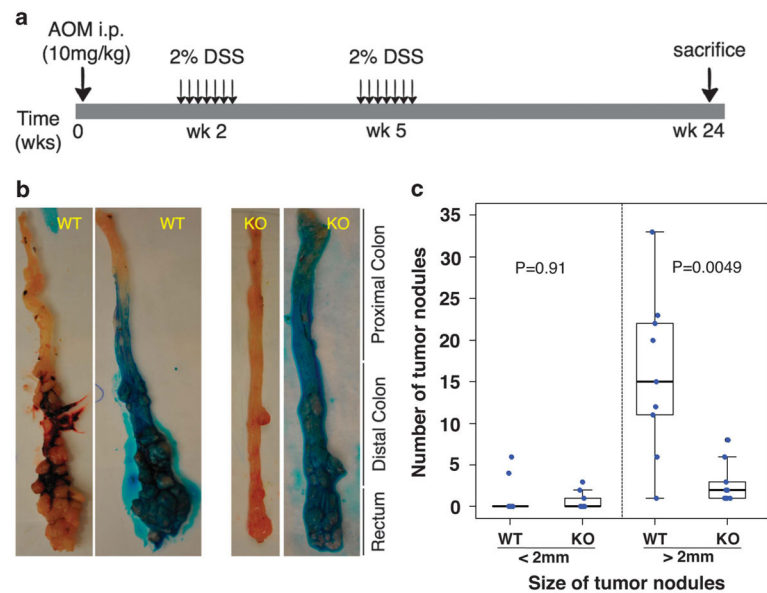 a
AOM i.p.
(10mg/kg)
2% DSS
2% DSS
sacrifice
Time
(wks)
0
wk 2
wk 5
wk 24
b
WT
WT
KO
KO
Proximal Colon
Distal Colon
Rectum
c
Number of tumor nodules
35
30
25
20
15
10
5
0
P=0.91
P=0.0049
WT
KO
WT
KO
< 2mm
> 2mm
Size of tumor nodules